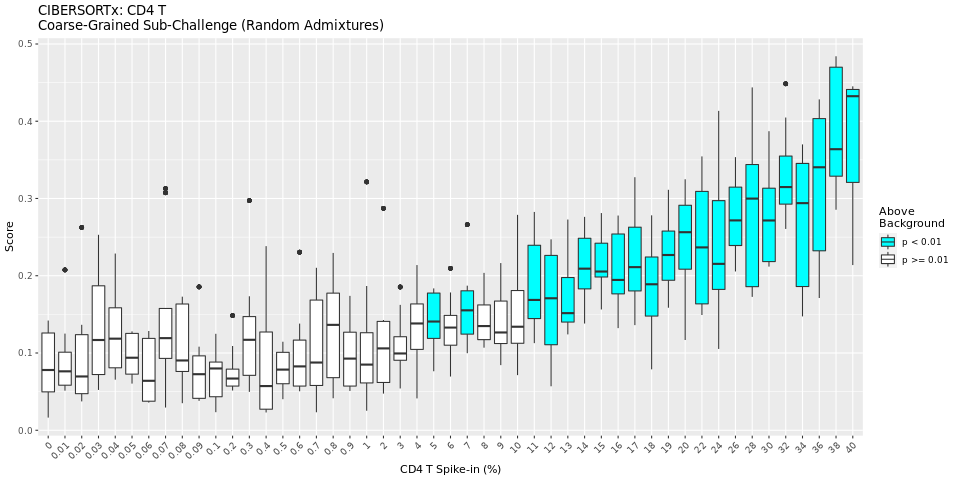 CIBERSORTx: CD4 T
Coarse-Grained Sub-Challenge (Random Admixtures)
0.5
0.4
0.3
0.2
0.1
0.0
Score
0 0.01 0.02 0.03 0.04 0.05 0.06 0.07 0.08 0.09 0.1 0.2 0.3 0.4 0.5 0.6 0.7 0.8 0.9 1 2 3 4 5 6 7 8 9 10 11 12 13 14 15 16 17 18 19 20 22 24 26 28 30 32 34 36 38 40
CD4 T Spike-in (%)
Above
Background
p < 0.01
p >= 0.01